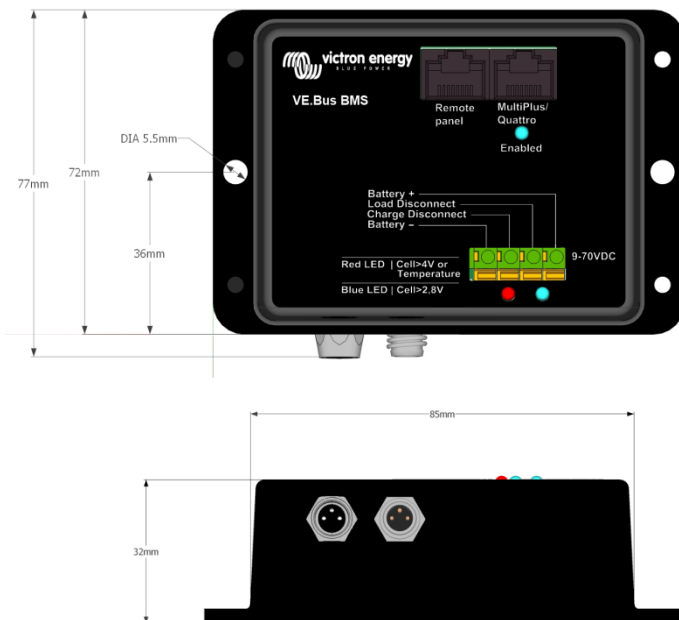 victron energy
BLUE POWER
VE.Bus BMS
Remote
panel
MultiPlus/
Quattro
Enabled
DIA 5.5mm
77mm
72mm
36mm
Battery +
Load Disconnect
Charge Disconnect
Battery −
9-70VDC
Red LED | Cell>4V or
Temperature
Blue LED | Cell>2,8V
85mm
32mm